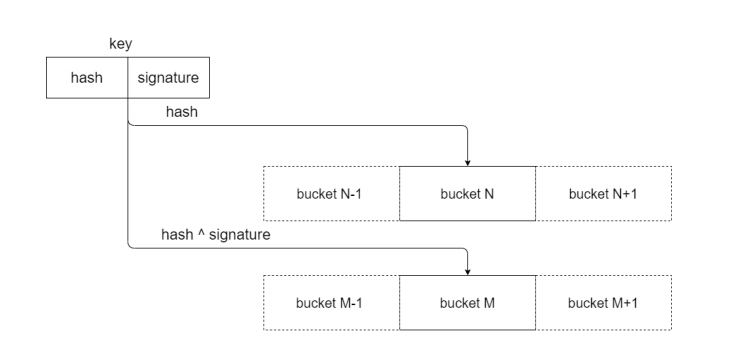 key
hash signature
hash
bucket N-1 bucket N bucket N+1
hash ^ signature
bucket M-1 bucket M bucket M+1